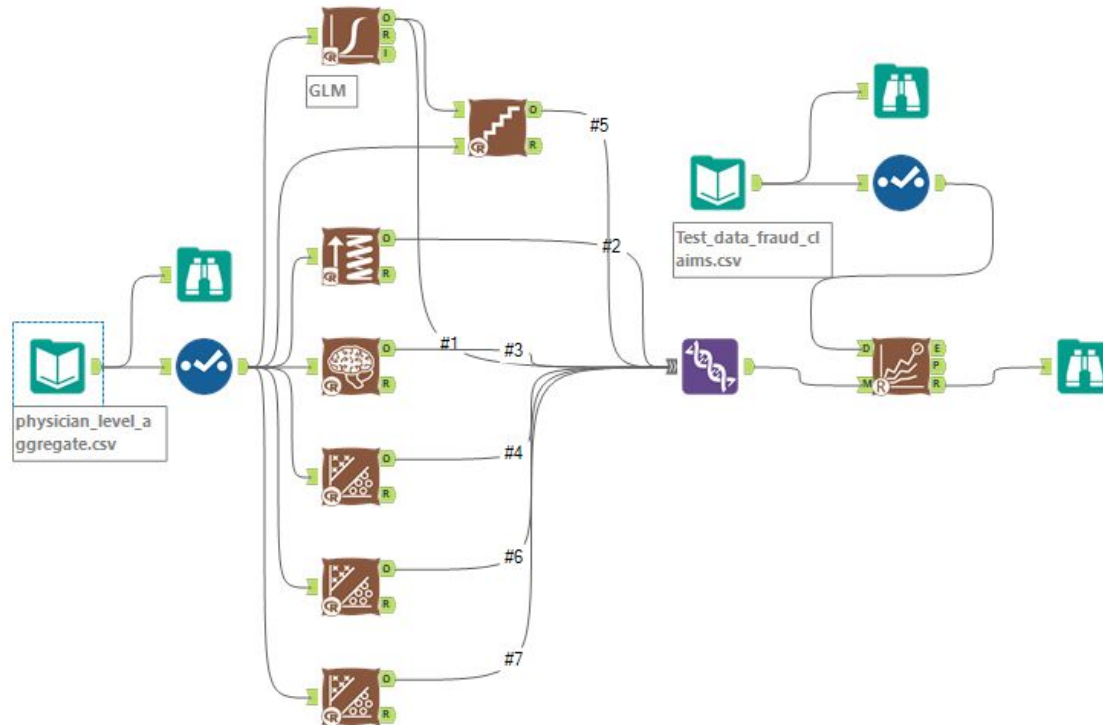 O
R
I
GLM
O
R
#5
Test_data_fraud_cl
aims.csv
O
R
#2
physician_level_a
ggregate.csv
O
R
#1
#3
D
M
E
P
R
R
O
R
#4
O
R
#6
O
R
#7